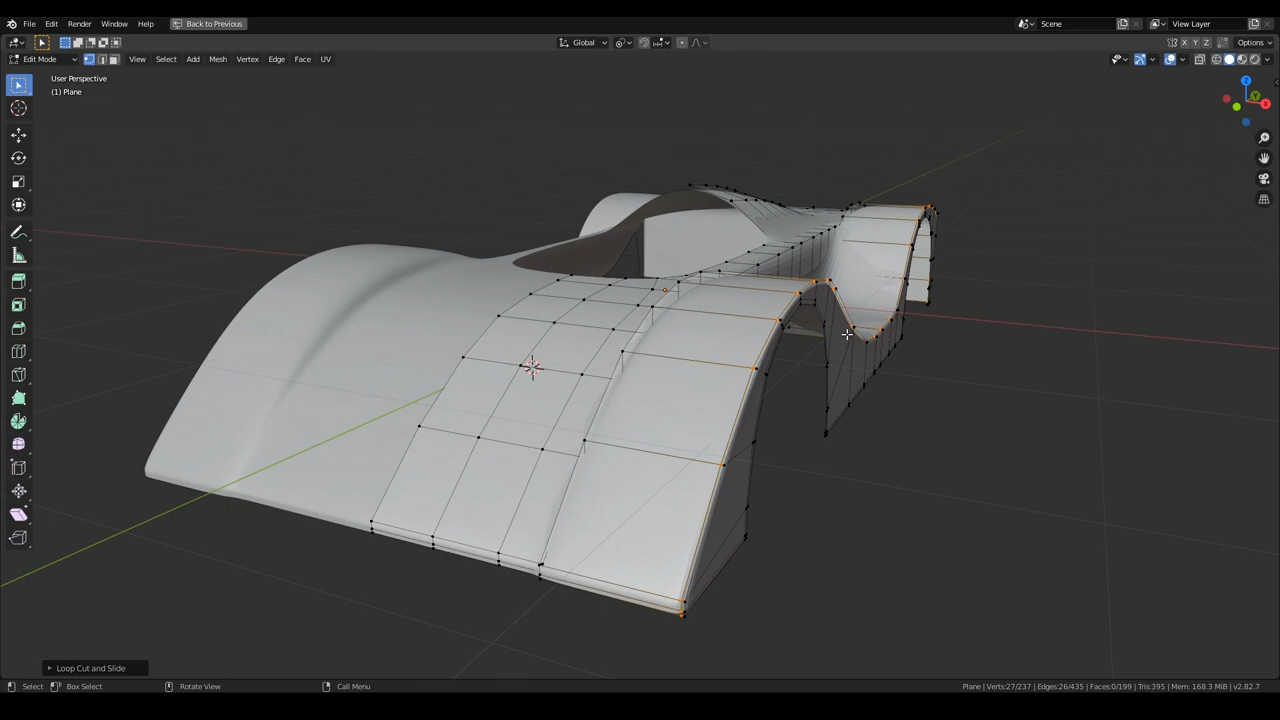 File Edit Render Window Help Back to Previous Scene View Layer
Global X Y Z Options
Edit Mode View Select Add Mesh Vertex Edge Face UV
User Perspective
(1) Plane
Z
Y
X
Loop Cut and Slide
Select Box Select Rotate View Call Menu Plane | Verts:27/237 | Edges:26/435 | Faces:0/199 | Tris:395 | Mem: 168.3 MiB | v2.82.7